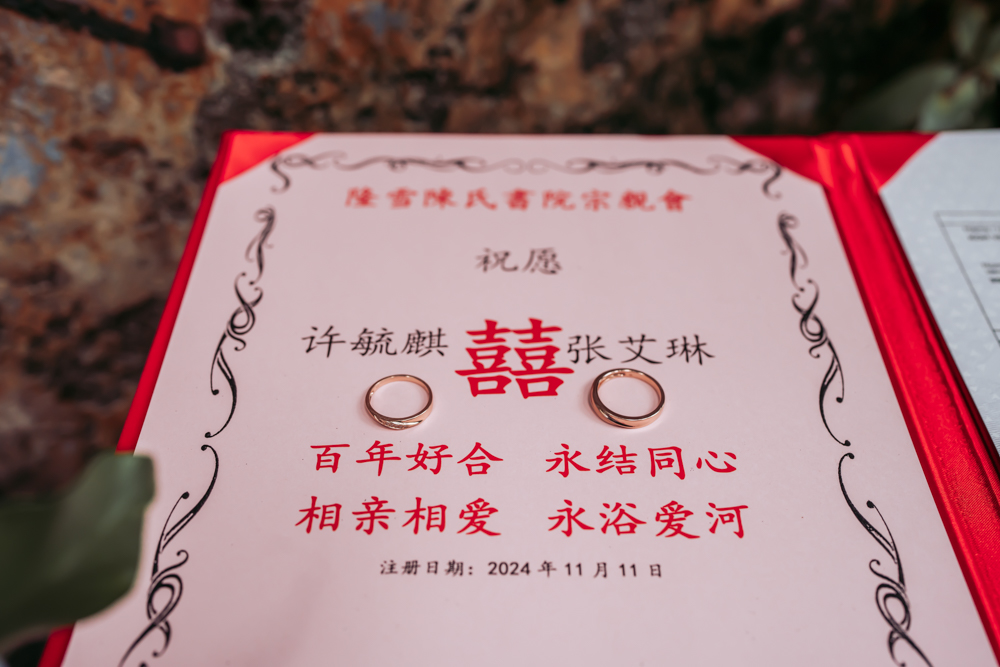 隆雪陳氏書院宗親會
祝愿
许毓麒 囍 张艾琳
百年好合 永结同心
相亲相爱 永浴爱河
注册日期：2024 年 11 月 11 日